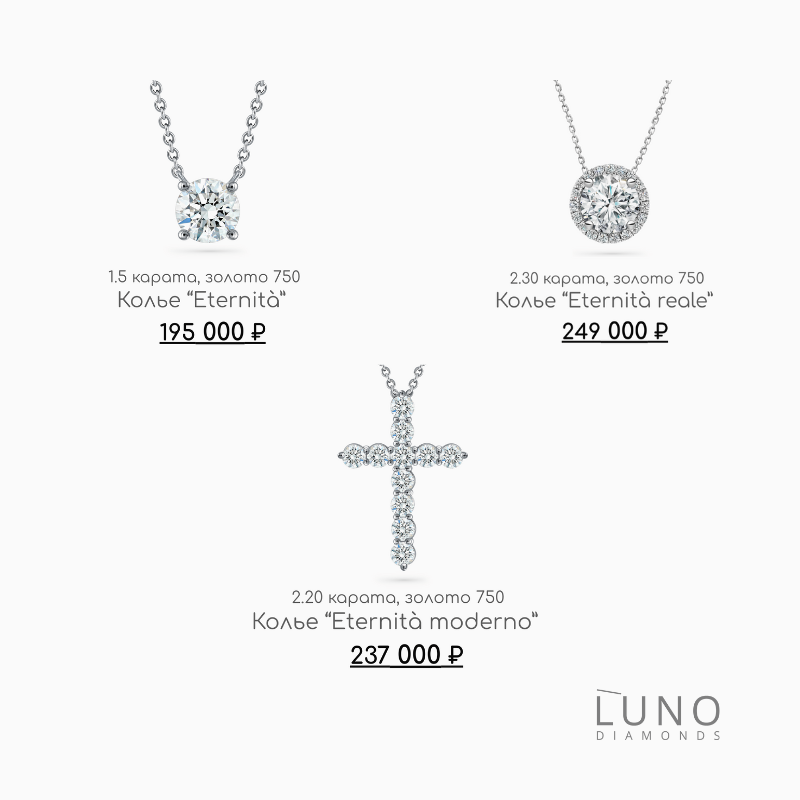 1.5 карата, золото 750
Колье “Eternità”
195 000 ₽
2.30 карата, золото 750
Колье “Eternità reale”
249 000 ₽
2.20 карата, золото 750
Колье “Eternità moderno”
237 000 ₽
LUNO
DIAMONDS